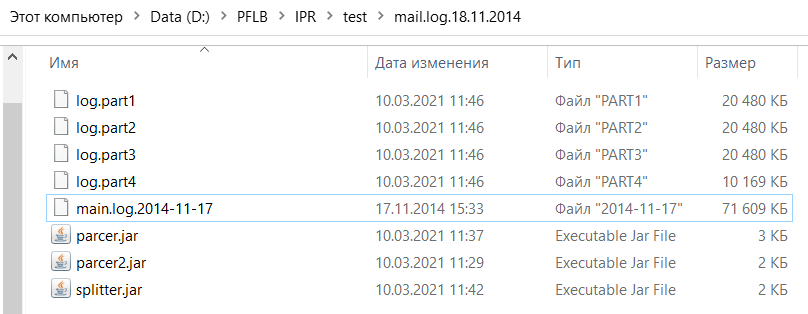 Этот компьютер > Data (D:) > PFLB > IPR > test > mail.log.18.11.2014
Имя Дата изменения Тип Размер
log.part1 10.03.2021 11:46 Файл "PART1" 20 480 КБ
log.part2 10.03.2021 11:46 Файл "PART2" 20 480 КБ
log.part3 10.03.2021 11:46 Файл "PART3" 20 480 КБ
log.part4 10.03.2021 11:46 Файл "PART4" 10 169 КБ
main.log.2014-11-17 17.11.2014 15:33 Файл "2014-11-17" 71 609 КБ
parcer.jar 10.03.2021 11:37 Executable Jar File 3 КБ
parcer2.jar 10.03.2021 11:29 Executable Jar File 2 КБ
splitter.jar 10.03.2021 11:42 Executable Jar File 2 КБ